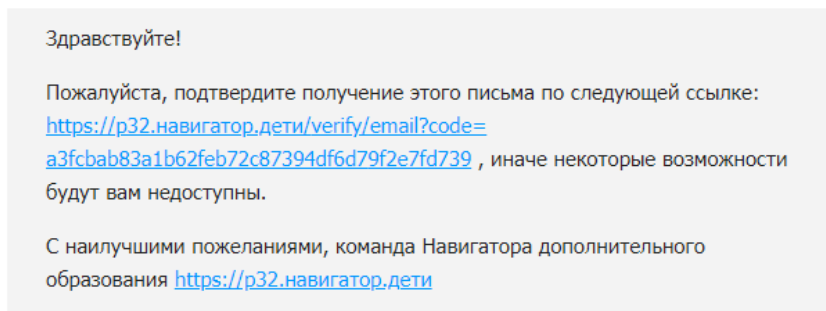 Здравствуйте!
Пожалуйста, подтвердите получение этого письма по следующей ссылке:
https://р32.навигатор.дети/verify/email?code=
a3fcbab83a1b62feb72c87394df6d79f2e7fd739 , иначе некоторые возможности
будут вам недоступны.
С наилучшими пожеланиями, команда Навигатора дополнительного
образования https://р32.навигатор.дети